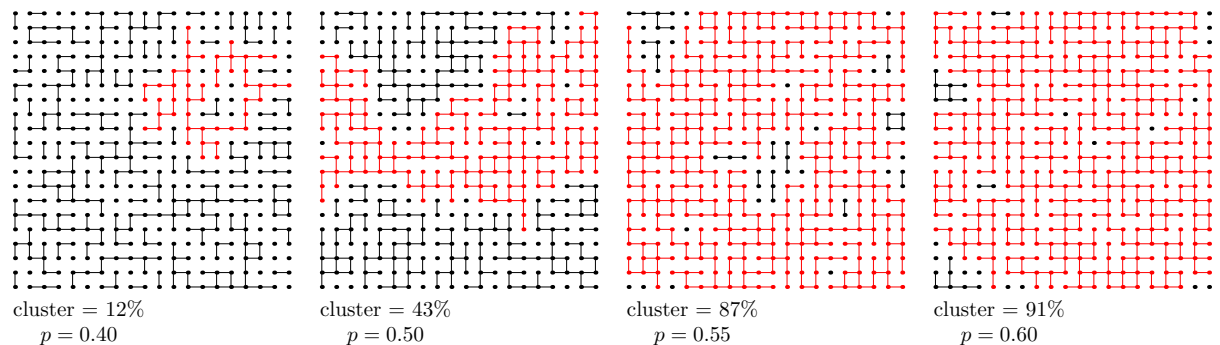 cluster = 12%
p = 0.40
cluster = 43%
p = 0.50
cluster = 87%
p = 0.55
cluster = 91%
p = 0.60